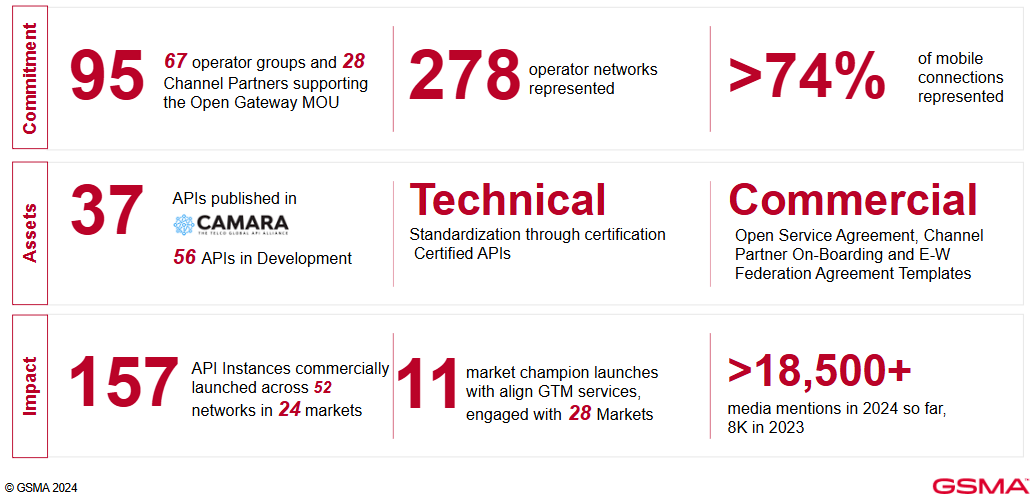 Commitment
95
67 operator groups and 28
Channel Partners supporting
the Open Gateway MOU
278
operator networks
represented
>74%
of mobile
connections
represented
Assets
37
APIs published in
CAMARA
THE TELCO GLOBAL API ALLIANCE
56 APIs in Development
Technical
Standardization through certification
Certified APIs
Commercial
Open Service Agreement, Channel
Partner On-Boarding and E-W
Federation Agreement Templates
Impact
157
API Instances commercially
launched across 52
networks in 24 markets
11
market champion launches
with align GTM services,
engaged with 28 Markets
>18,500+
media mentions in 2024 so far,
8K in 2023
© GSMA 2024
GSMA™